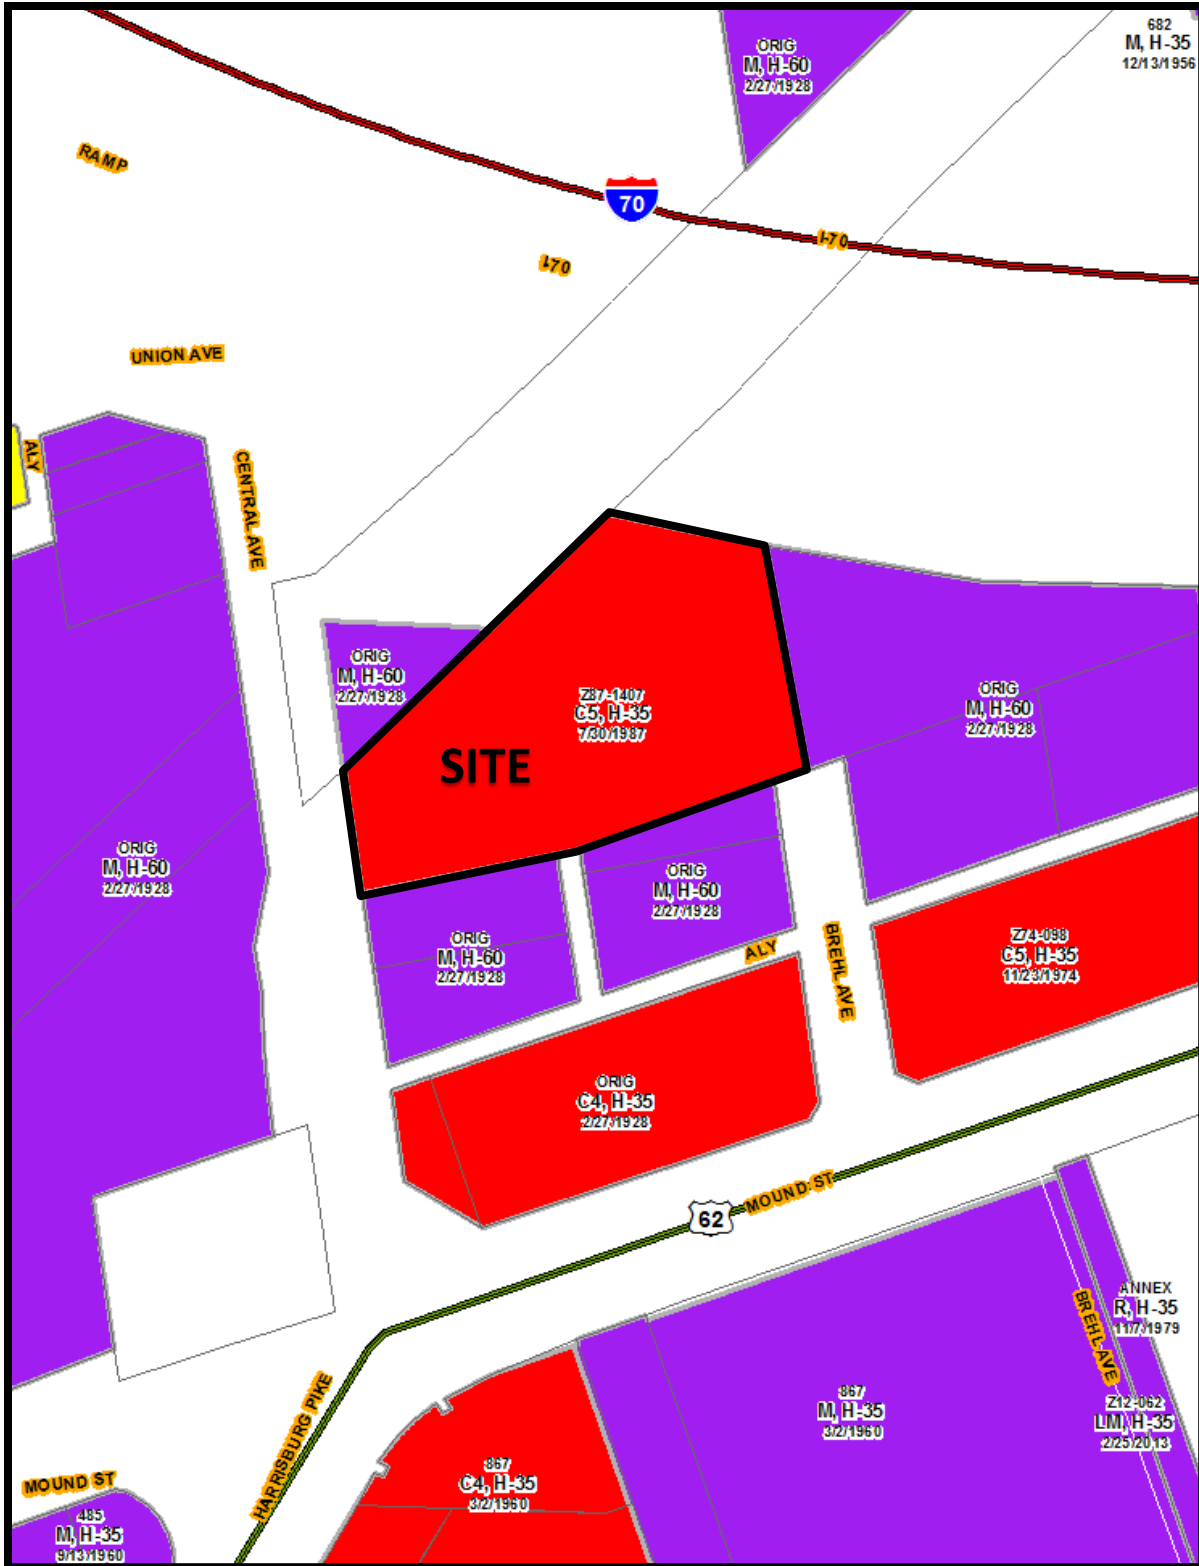 682
M, H-35
12/13/1956
ORIG
M, H-60
2/27/1928
RAMP
70
I-70
I-70
UNION AVE
ALY
CENTRAL AVE
ORIG
M, H-60
2/27/1928
Z87-1407
C5, H-35
7/30/1987
SITE
ORIG
M, H-60
2/27/1928
ORIG
M, H-60
2/27/1928
ORIG
M, H-60
2/27/1928
ORIG
M, H-60
2/27/1928
ALY
BREHL AVE
Z74-098
C5, H-35
11/23/1974
ORIG
C4, H-35
2/27/1928
MOUND ST
62
ANNEX
R, H-35
11/7/1979
BREHL AVE
Z12-062
LM, H-35
2/25/2013
867
M, H-35
3/2/1960
HARRISBURG PIKE
867
C4, H-35
3/2/1960
MOUND ST
485
M, H-35
9/13/1960